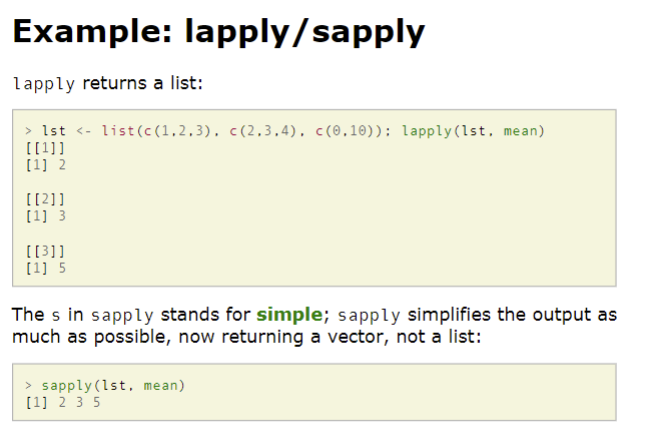 Example: lapply/sapply
lapply returns a list:
> lst <- list(c(1,2,3), c(2,3,4), c(0,10)); lapply(lst, mean)
[[1]]
[1] 2
[[2]]
[1] 3
[[3]]
[1] 5
The s in sapply stands for simple; sapply simplifies the output as
much as possible, now returning a vector, not a list:
> sapply(lst, mean)
[1] 2 3 5